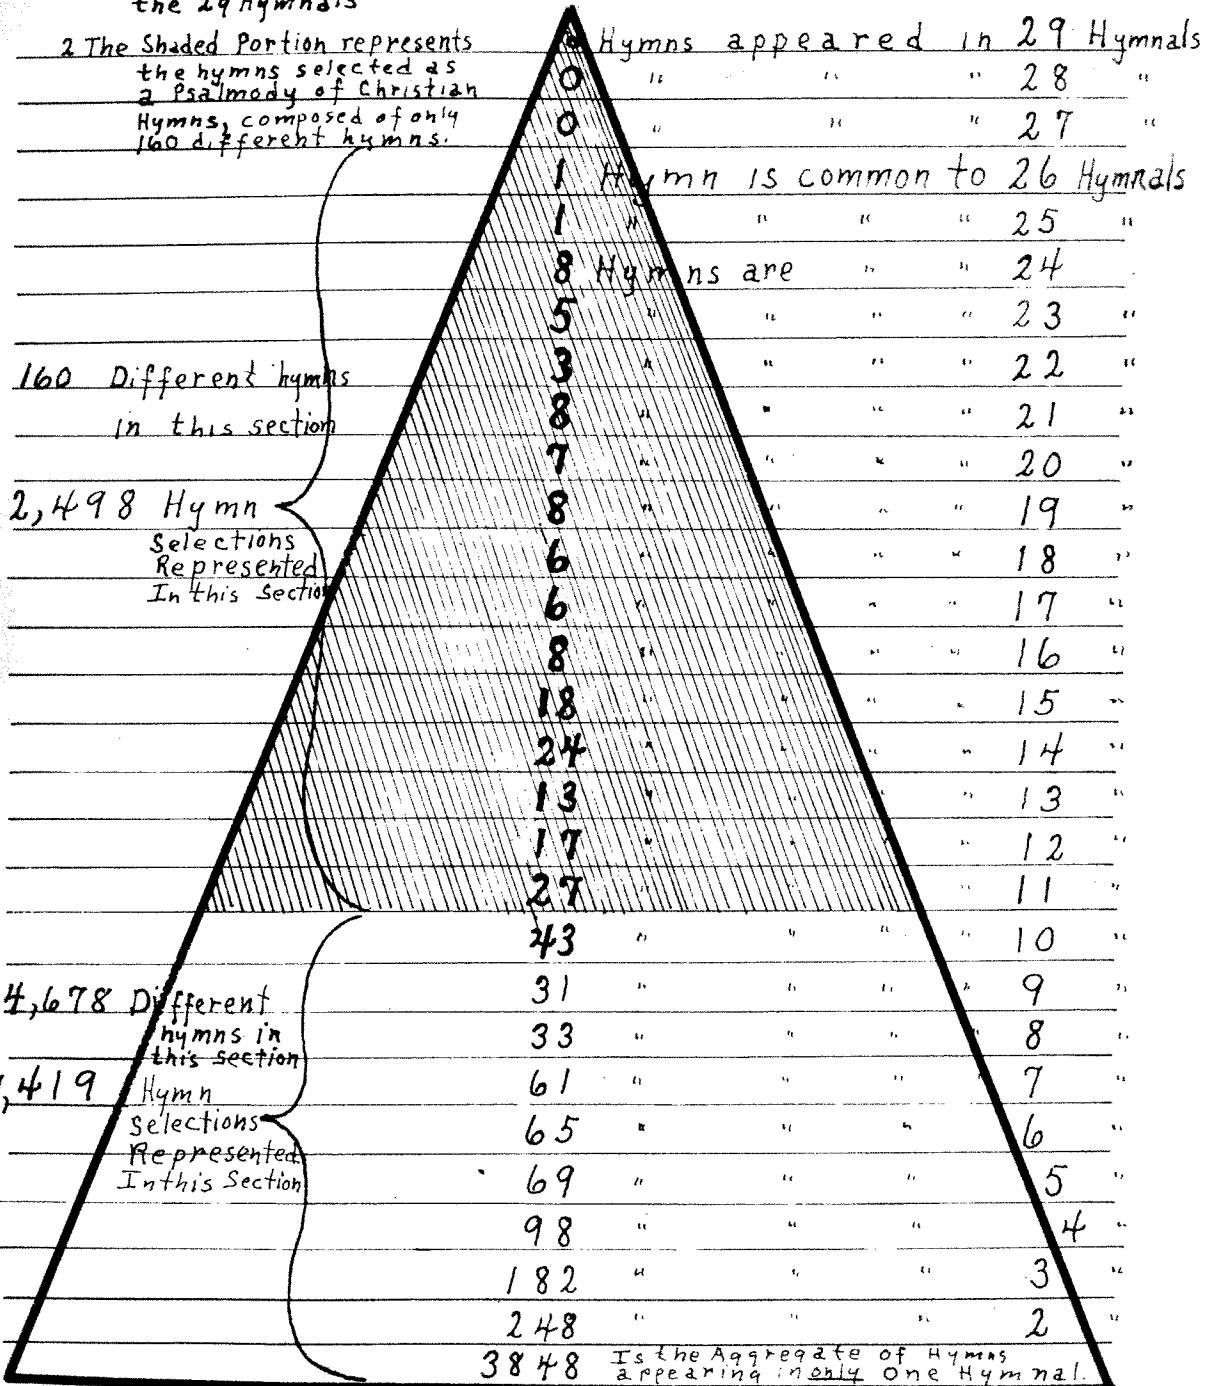 the 29 Hymnals
2 The Shaded Portion represents
the hymns selected as
a Psalmody of Christian
Hymns, composed of only
160 different hymns.
0 Hymns appeared in 29 Hymnals
0 " " " 28 "
0 " " " 27 "
1 Hymn is common to 26 Hymnals
1 " " " " 25 "
8 Hymns are " " 24
5 " " " " 23 "
3 " " " " 22 "
8 " " " " 21 "
7 " " " " 20 "
8 " " " " 19 "
6 " " " " 18 "
6 " " " " 17 "
8 " " " 16 "
18 " " " " 15 "
24 " " " " 14 "
13 " " " 13 "
17 " " " 12 "
27 " " 11 "
43 " " " " 10 "
31 " " " " 9 "
33 " " " 8 "
61 " " " 7 "
65 " " " 6 "
69 " " " 5 "
98 " " " 4 "
182 " " " 3 "
248 " " " 2 "
3848 Is the Aggregate of Hymns
appearing in only One Hymnal.
160 Different hymns
in this section
2,498 Hymn
Selections
Represented
In this Section
4,678 Different
hymns in
this section
,419 Hymn
Selections
Represented
In this Section